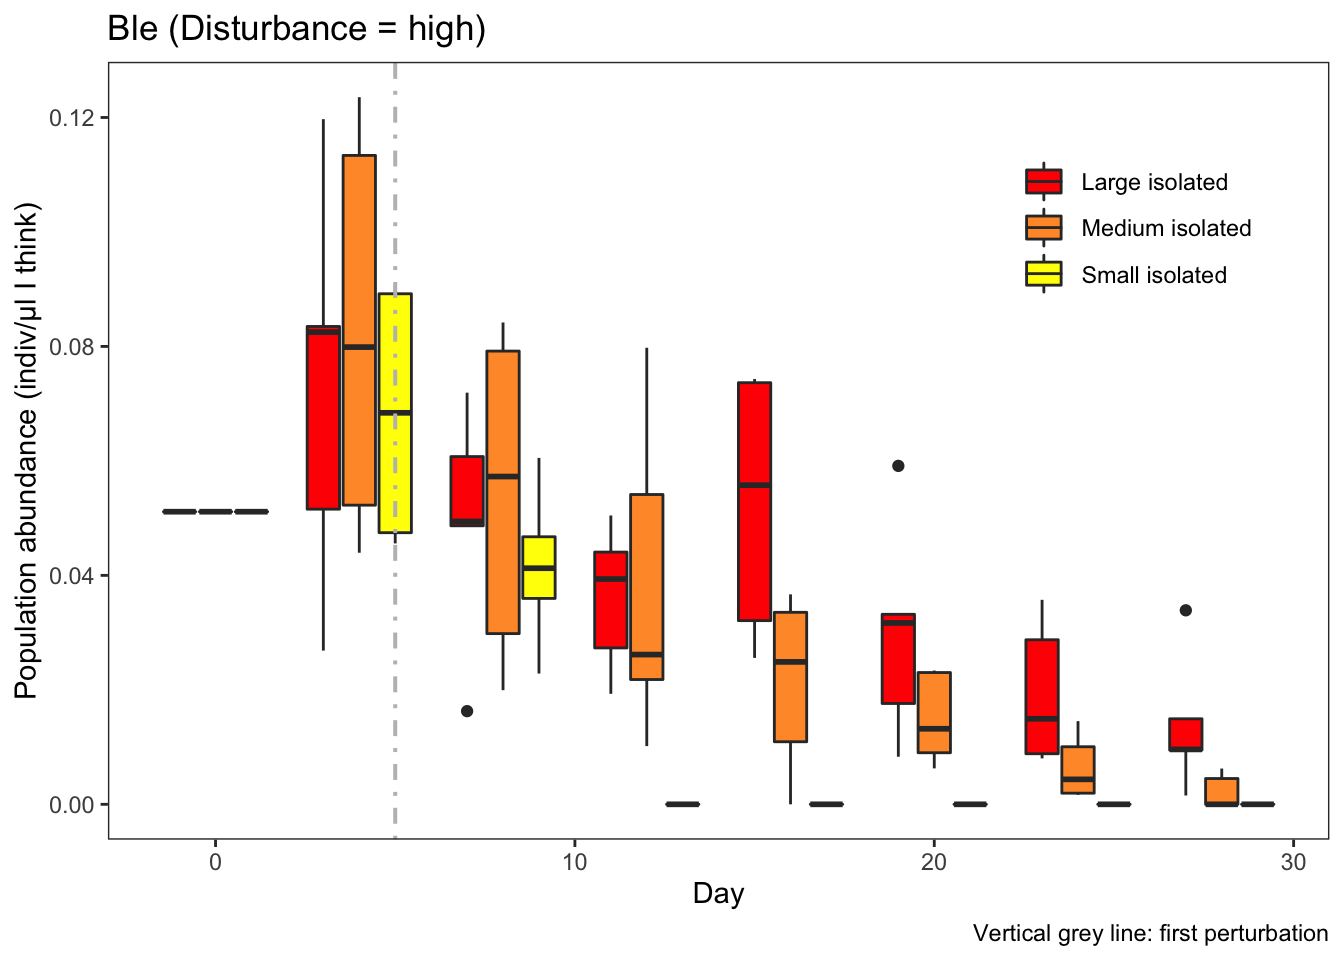 Ble (Disturbance = high)
0.12
0.08
0.04
0.00
Population abundance (indiv/μl I think)
Large isolated
Medium isolated
Small isolated
0
10
20
30
Day
Vertical grey line: first perturbation